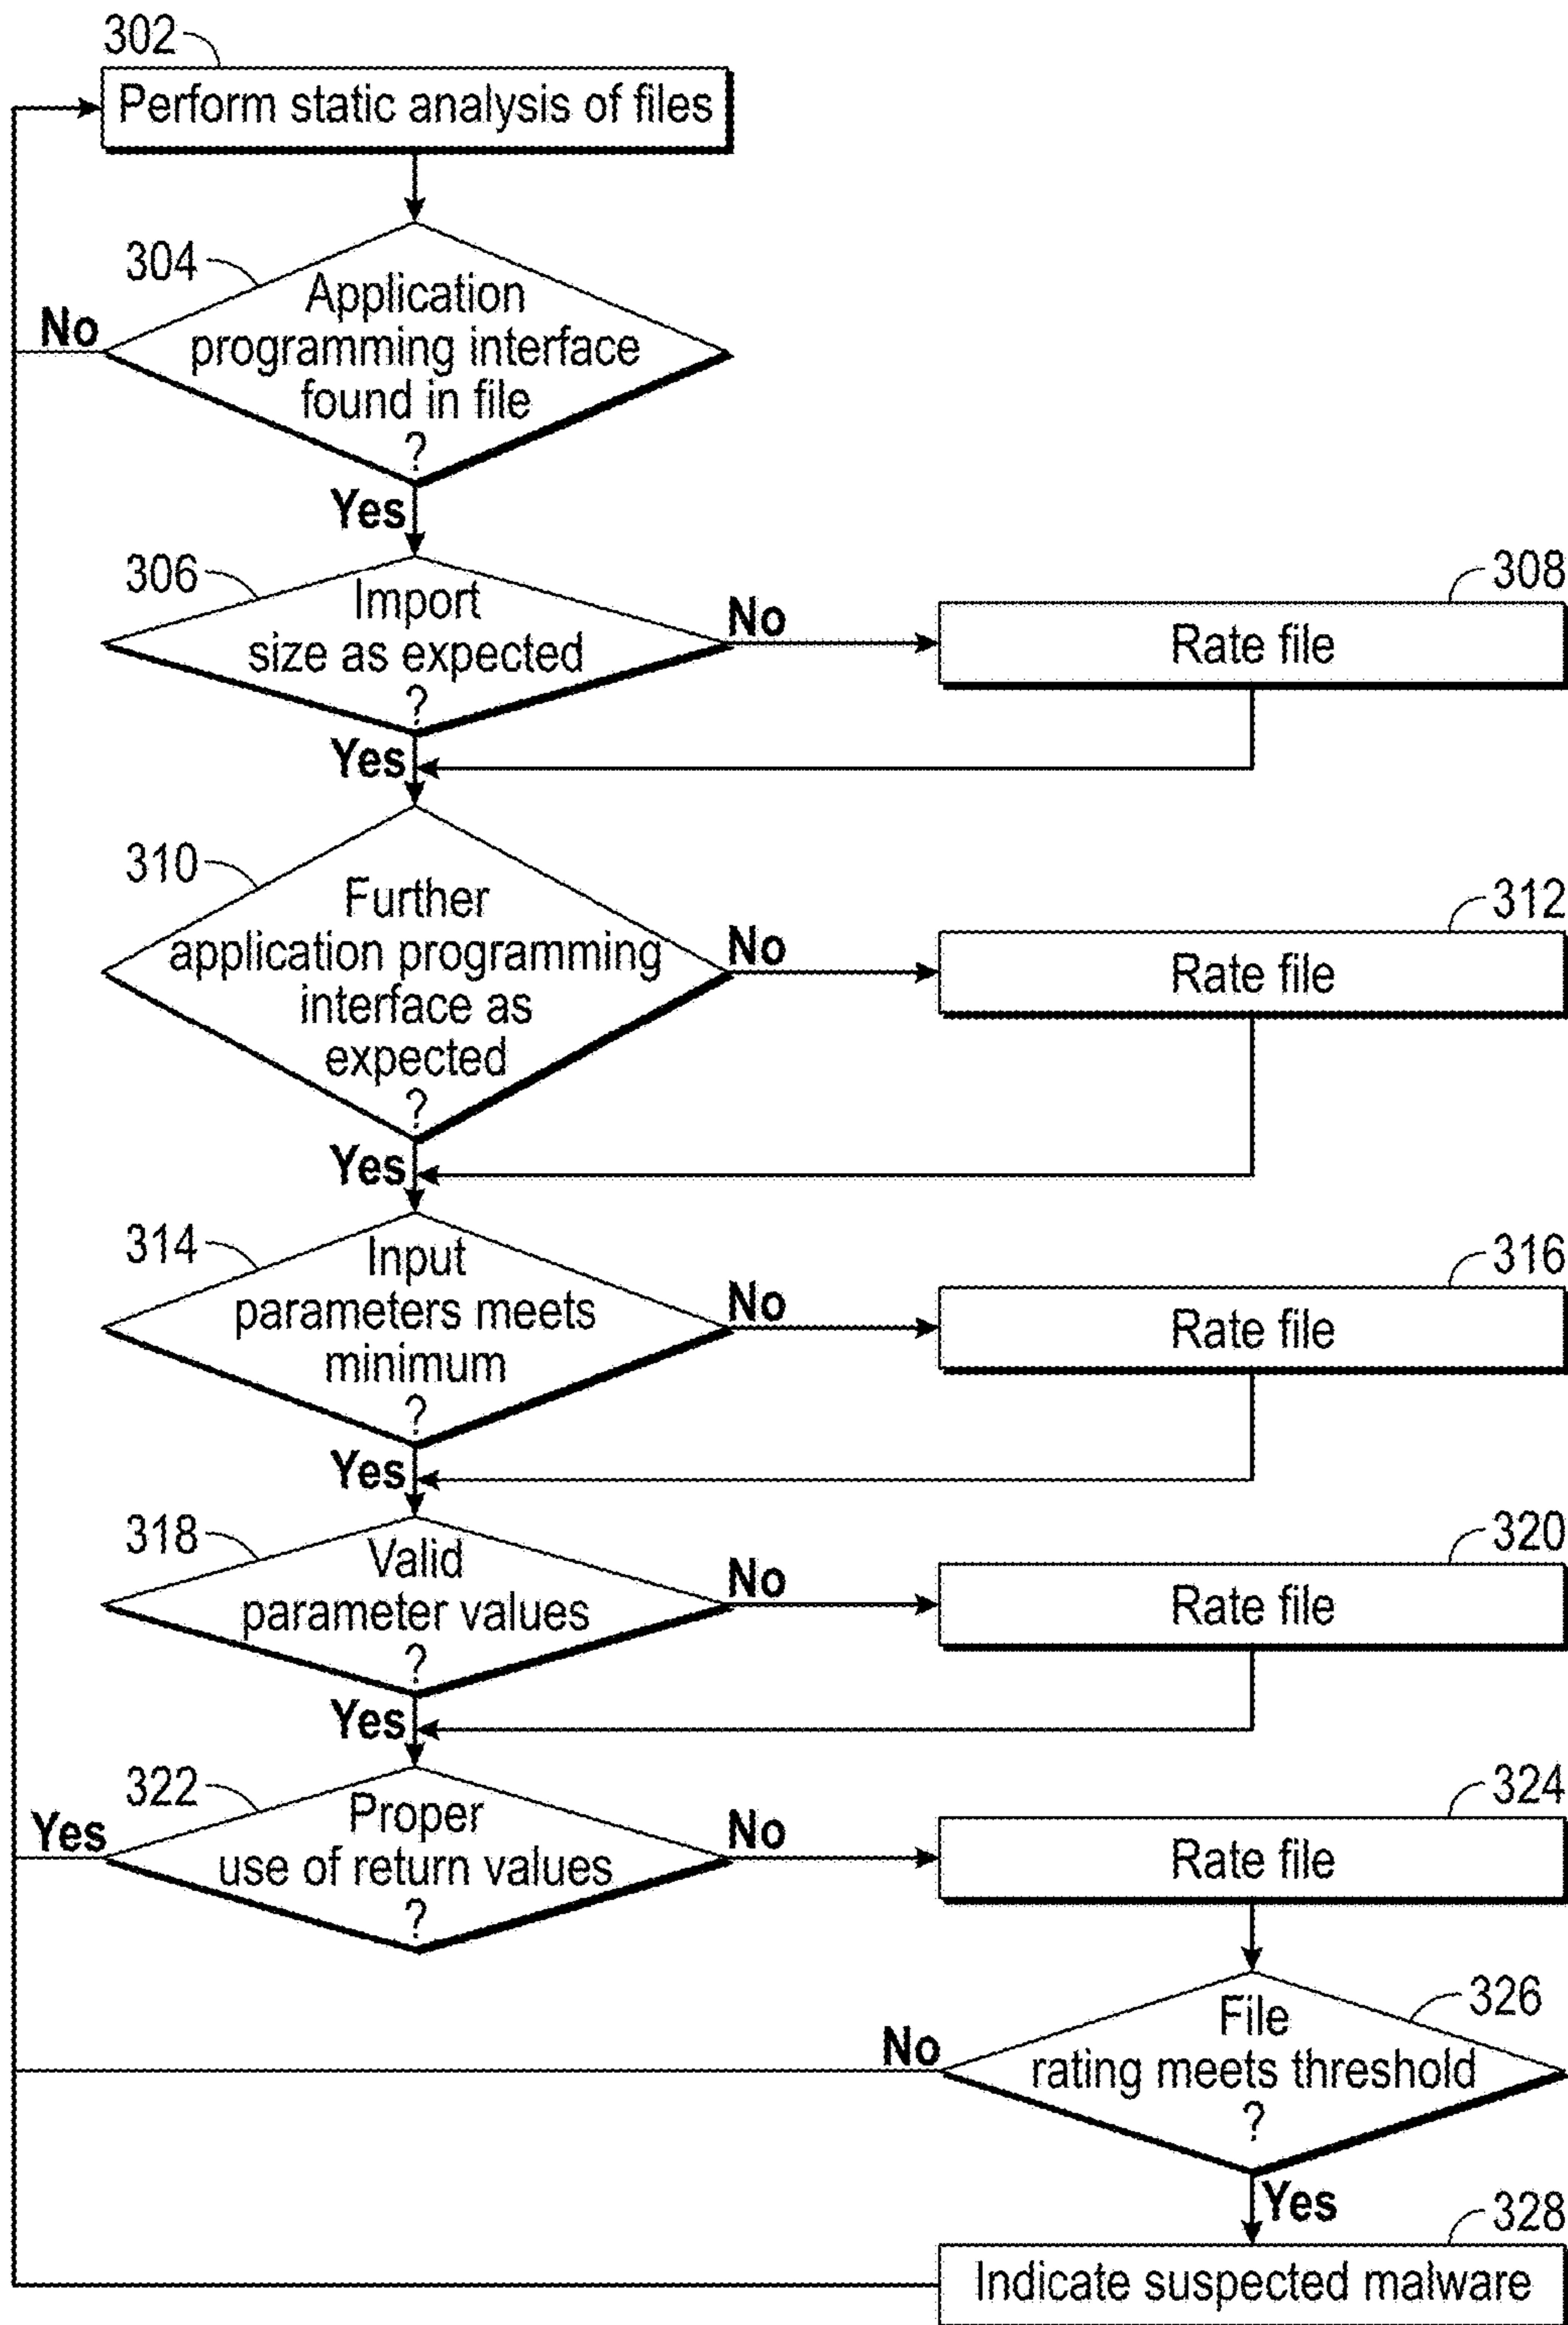 302
Perform static analysis of files
304
Application
programming interface
found in file
?
No
Yes
306
Import
size as expected
?
No
308
Rate file
Yes
310
Further
application programming
interface as
expected
?
No
312
Rate file
Yes
314
Input
parameters meets
minimum
?
No
316
Rate file
Yes
318
Valid
parameter values
?
No
320
Rate file
Yes
322
Proper
use of return values
?
Yes
No
324
Rate file
326
File
rating meets threshold
?
No
Yes
328
Indicate suspected malware